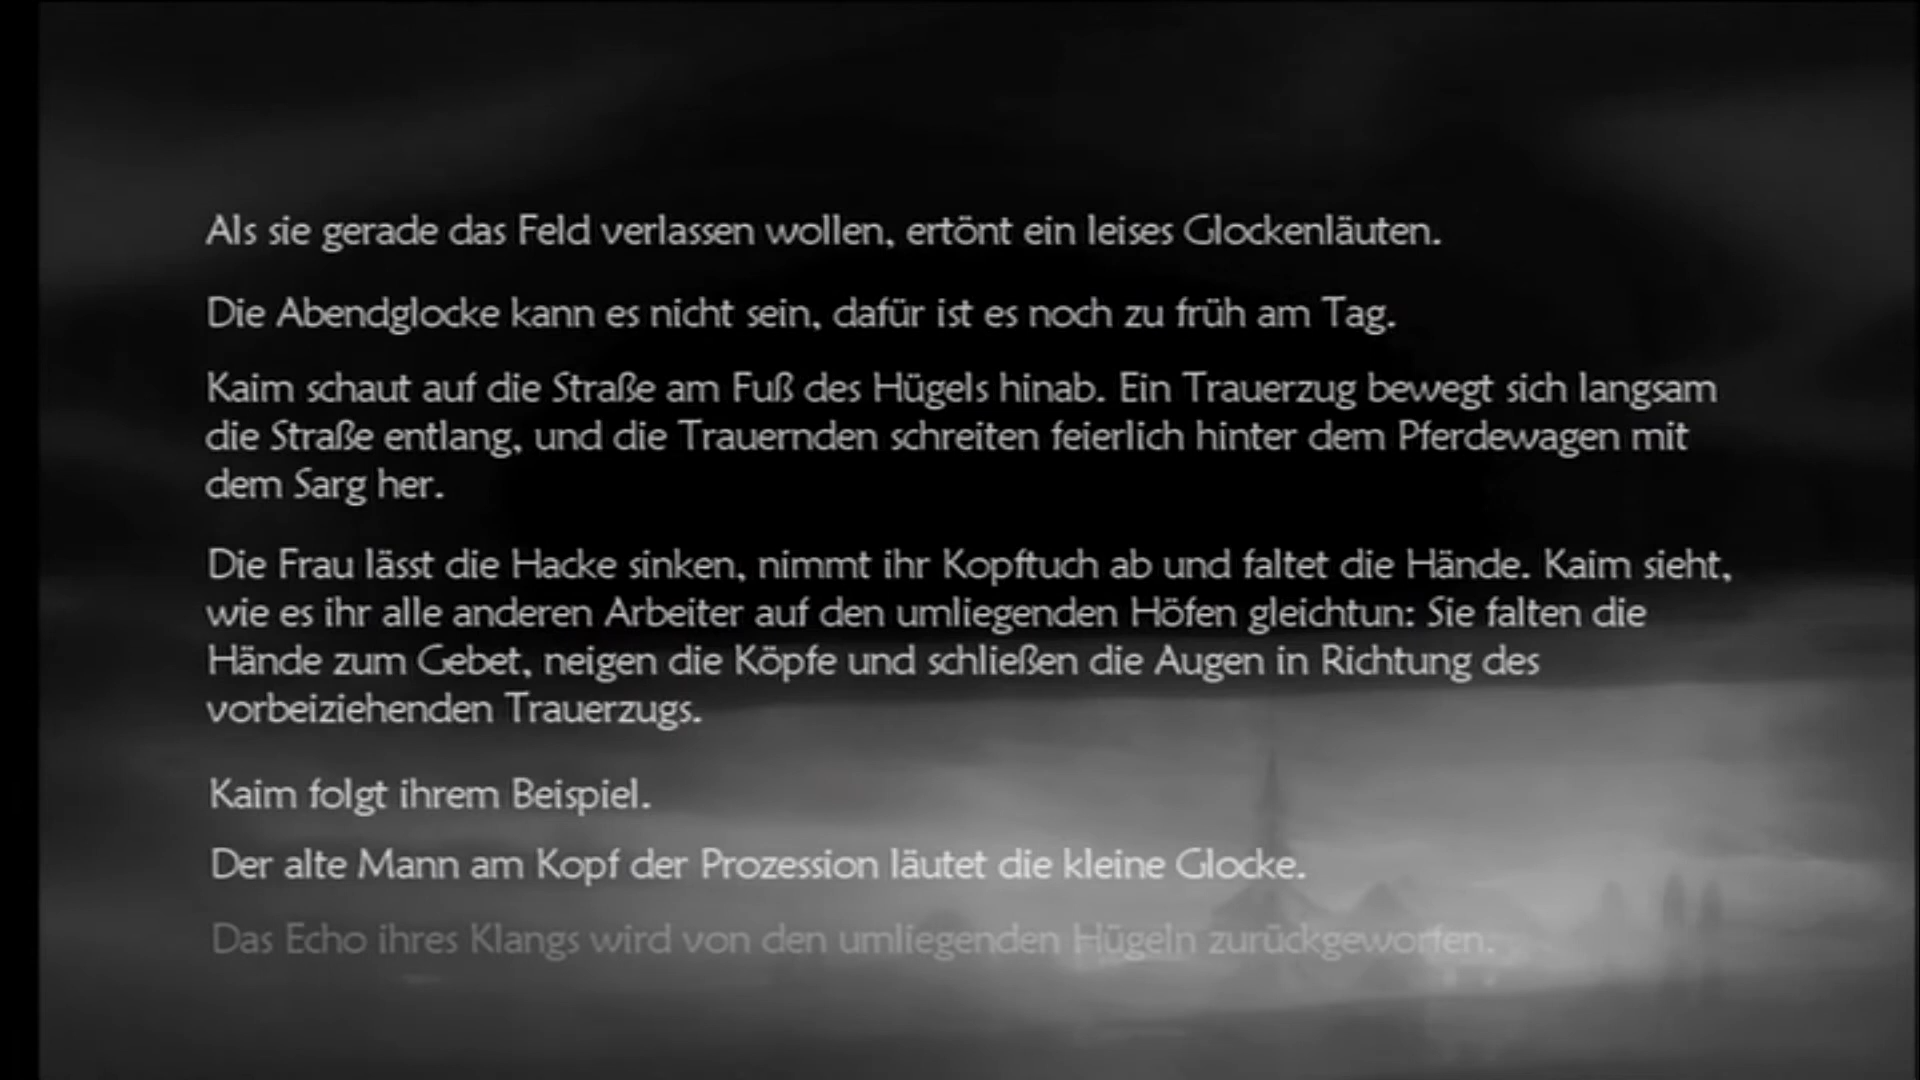 Als sie gerade das Feld verlassen wollen, ertönt ein leises Glockenläuten.
Die Abendglocke kann es nicht sein, dafür ist es noch zu früh am Tag.
Kaim schaut auf die Straße am Fuß des Hügels hinab. Ein Trauerzug bewegt sich langsam
die Straße entlang, und die Trauernden schreiten feierlich hinter dem Pferdewagen mit
dem Sarg her.
Die Frau lässt die Hacke sinken, nimmt ihr Kopftuch ab und faltet die Hände. Kaim sieht,
wie es ihr alle anderen Arbeiter auf den umliegenden Höfen gleichtun: Sie falten die
Hände zum Gebet, neigen die Köpfe und schließen die Augen in Richtung des
vorbeiziehenden Trauerzugs.
Kaim folgt ihrem Beispiel.
Der alte Mann am Kopf der Prozession läutet die kleine Glocke.
Das Echo ihres Klangs wird von den umliegenden Hügeln zurückgeworfen.